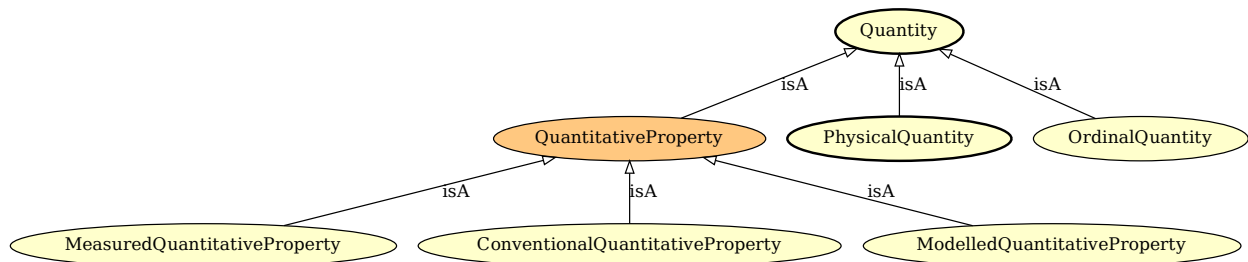 Quantity
isA
isA
isA
QuantitativeProperty
PhysicalQuantity
OrdinalQuantity
isA
isA
isA
MeasuredQuantitativeProperty
ConventionalQuantitativeProperty
ModelledQuantitativeProperty